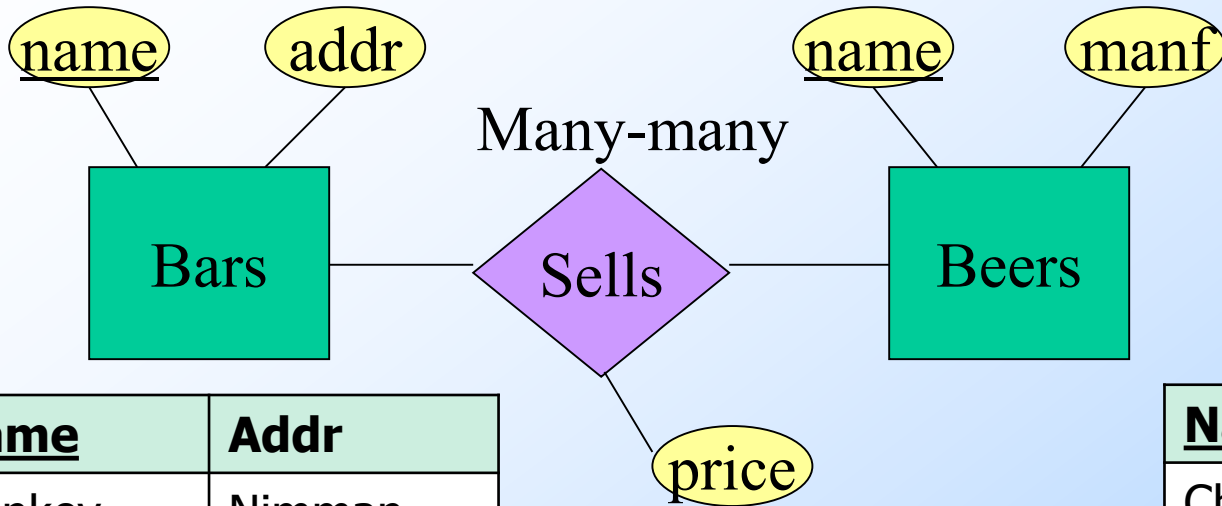 name addr name manf
Many-many
Bars Sells Beers
Addr
price